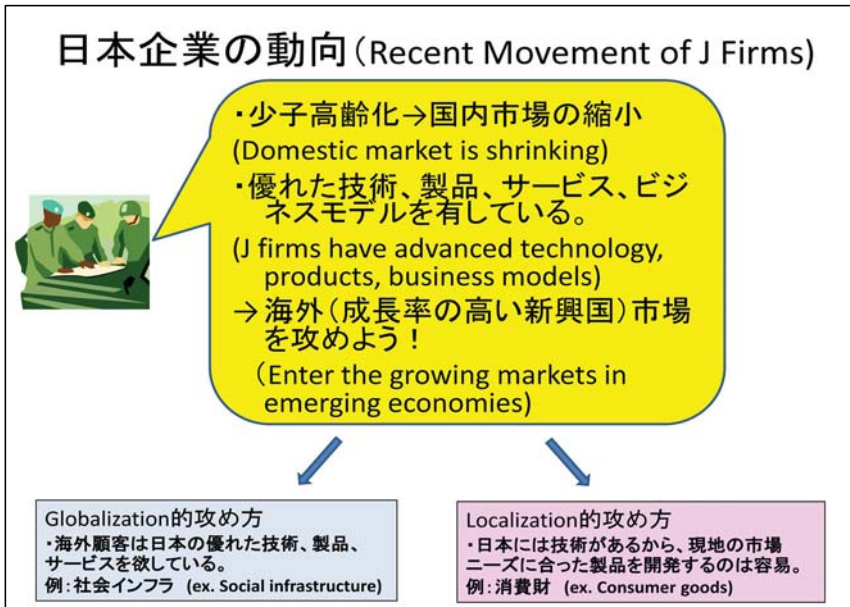 日本企業の動向(Recent Movement of J Firms)
・少子高齢化→国内市場の縮小
(Domestic market is shrinking)
・優れた技術、製品、サービス、ビジ
ネスモデルを有している。
(J firms have advanced technology,
products, business models)
→海外(成長率の高い新興国)市場
を攻めよう!
(Enter the growing markets in
emerging economies)
Globalization的攻め方
・海外顧客は日本の優れた技術、製品、
サービスを欲している。
例:社会インフラ (ex. Social infrastructure)
Localization的攻め方
・日本には技術があるから、現地の市場
ニーズに合った製品を開発するのは容易。
例:消費財 (ex. Consumer goods)